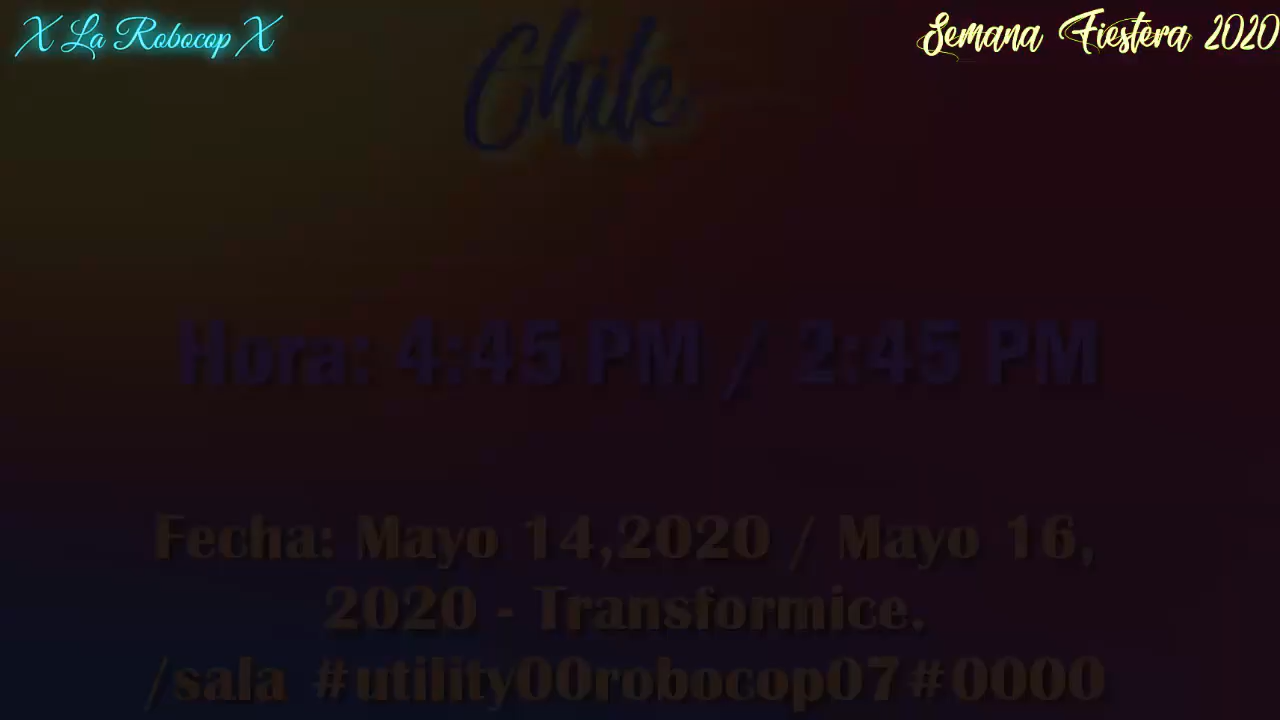 X La Robocop X
Semana Fiestera 2020
Chile
Hora: 4:45 PM / 2:45 PM
Fecha: Mayo 14,2020 / Mayo 16,
2020 - Transformice.
/sala #utility00robocop07#0000